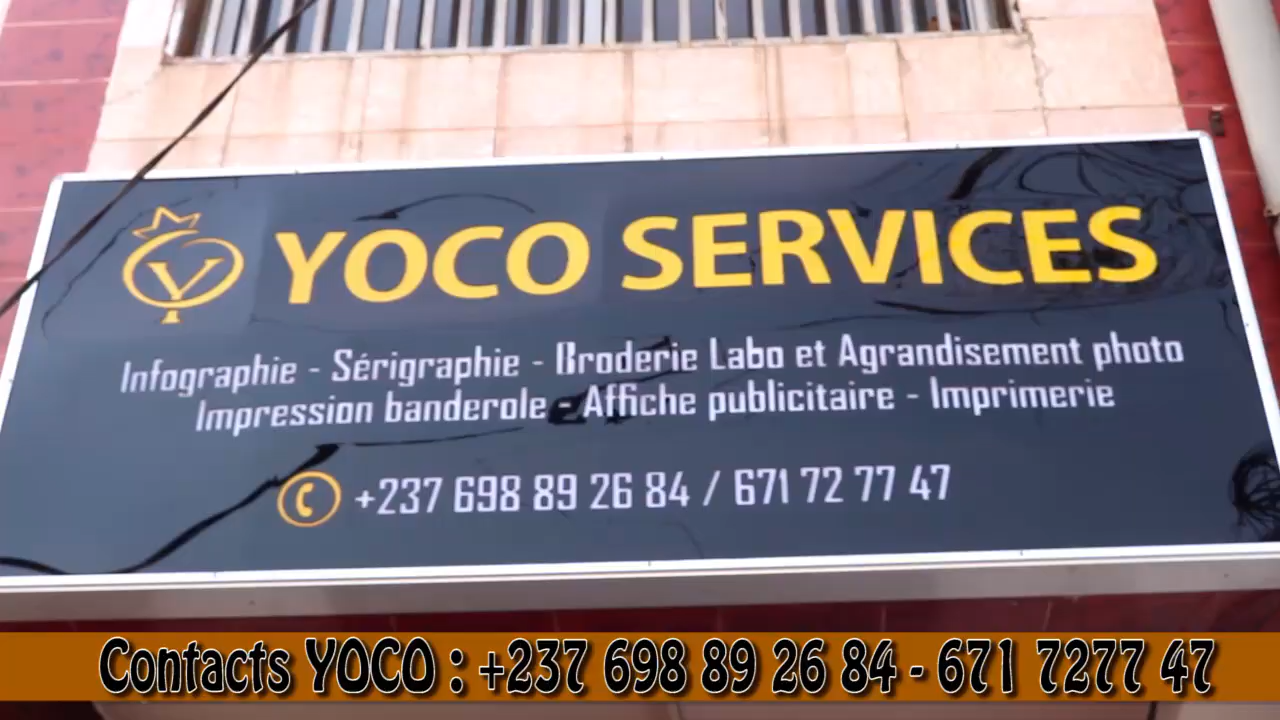 YOCO SERVICES
Infographie - Sérigraphie - Broderie Labo et Agrandisement photo
Impression banderole - Affiche publicitaire - Imprimerie
+237 698 89 26 84 / 671 72 77 47
Contacts YOCO : +237 698 89 26 84 - 671 7277 47